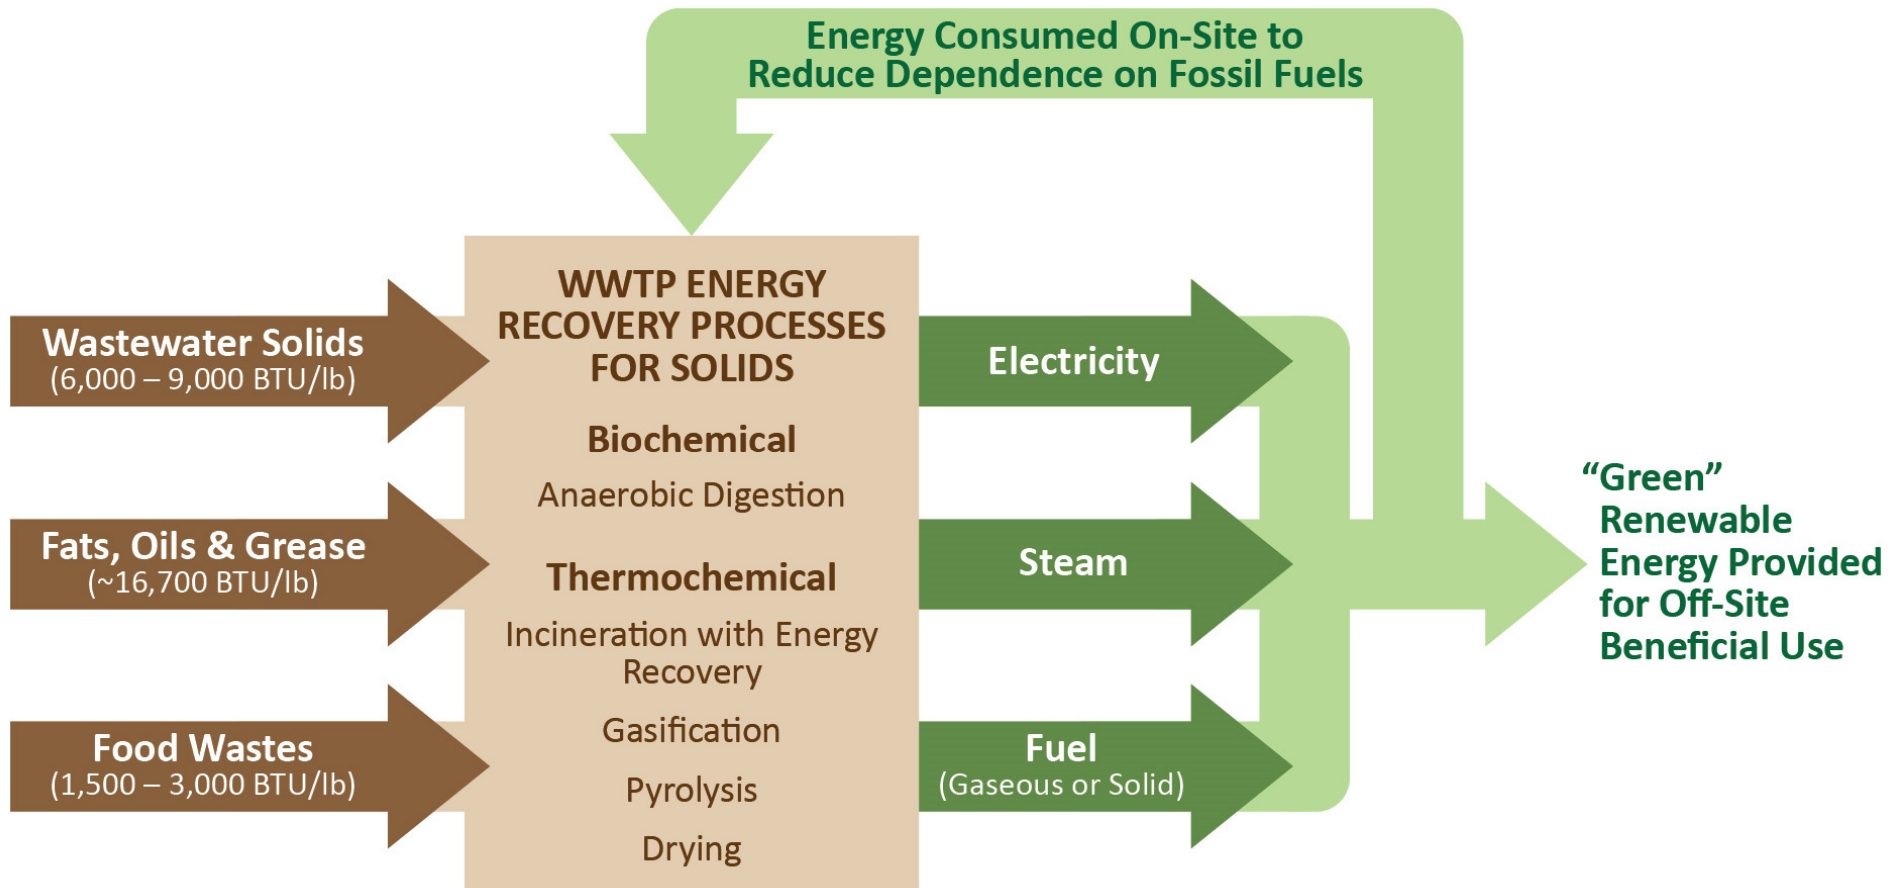 Energy Consumed On-Site to
Reduce Dependence on Fossil Fuels
Wastewater Solids
(6,000 – 9,000 BTU/lb)
Fats, Oils & Grease
(~16,700 BTU/lb)
Food Wastes
(1,500 – 3,000 BTU/lb)
WWTP ENERGY
RECOVERY PROCESSES
FOR SOLIDS
Biochemical
Anaerobic Digestion
Thermochemical
Incineration with Energy
Recovery
Gasification
Pyrolysis
Drying
Electricity
Steam
Fuel
(Gaseous or Solid)
“Green”
Renewable
Energy Provided
for Off-Site
Beneficial Use